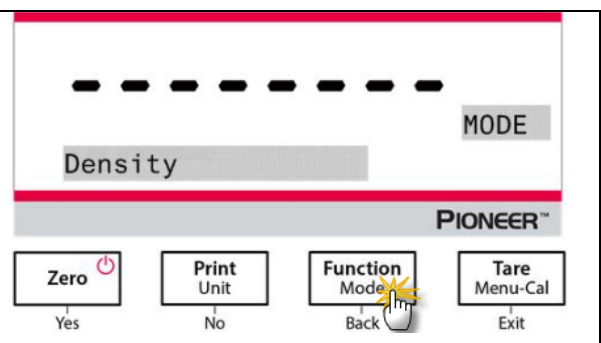 --------
MODE
Density
PIONEER™
Zero Print Function Tare
Unit Mode Menu-Cal
Yes No Back Exit